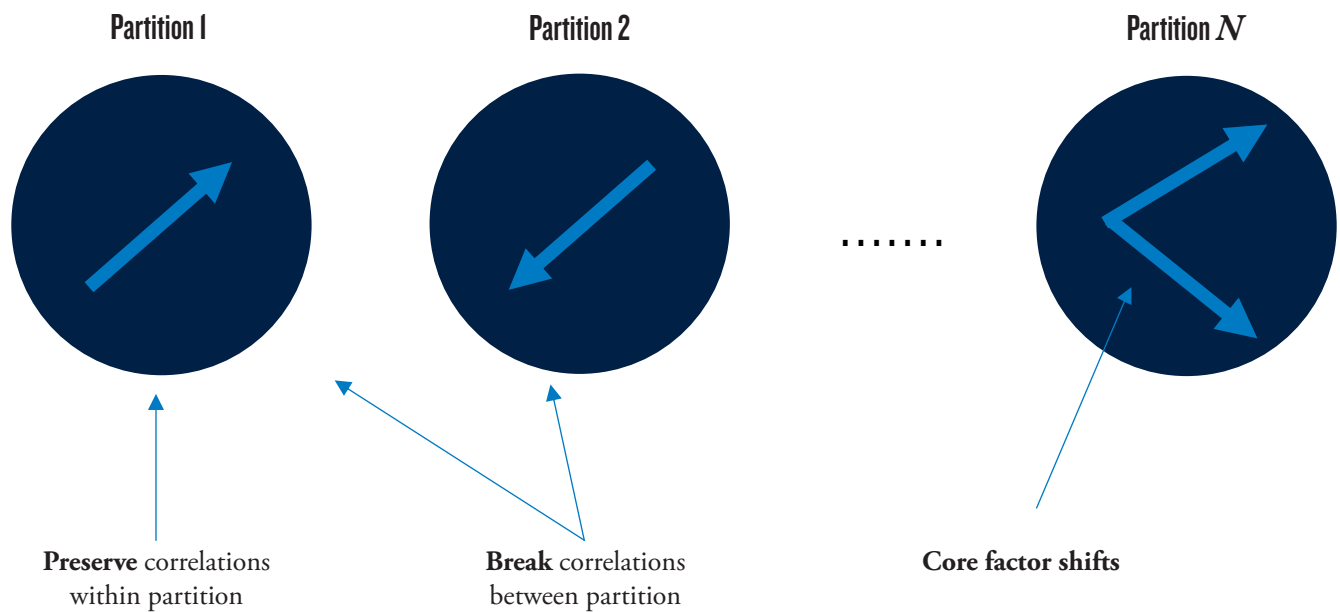 Partition 1
Partition 2
Partition N
.......
Preserve correlations
within partition
Break correlations
between partition
Core factor shifts